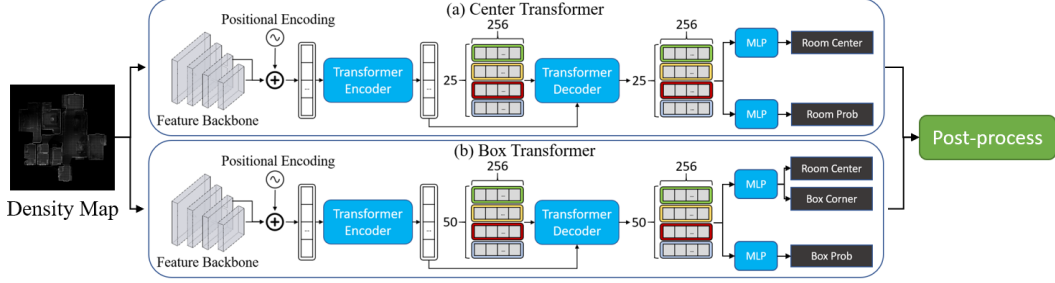 (a) Center Transformer
Positional Encoding
256
256
MLP
Room Center
...
Transformer
Encoder
...
25
Transformer
Decoder
25
Feature Backbone
MLP
Room Prob
Density Map
Post-process
(b) Box Transformer
Positional Encoding
256
256
Room Center
MLP
Box Corner
...
Transformer
Encoder
...
50
Transformer
Decoder
50
Feature Backbone
MLP
Box Prob